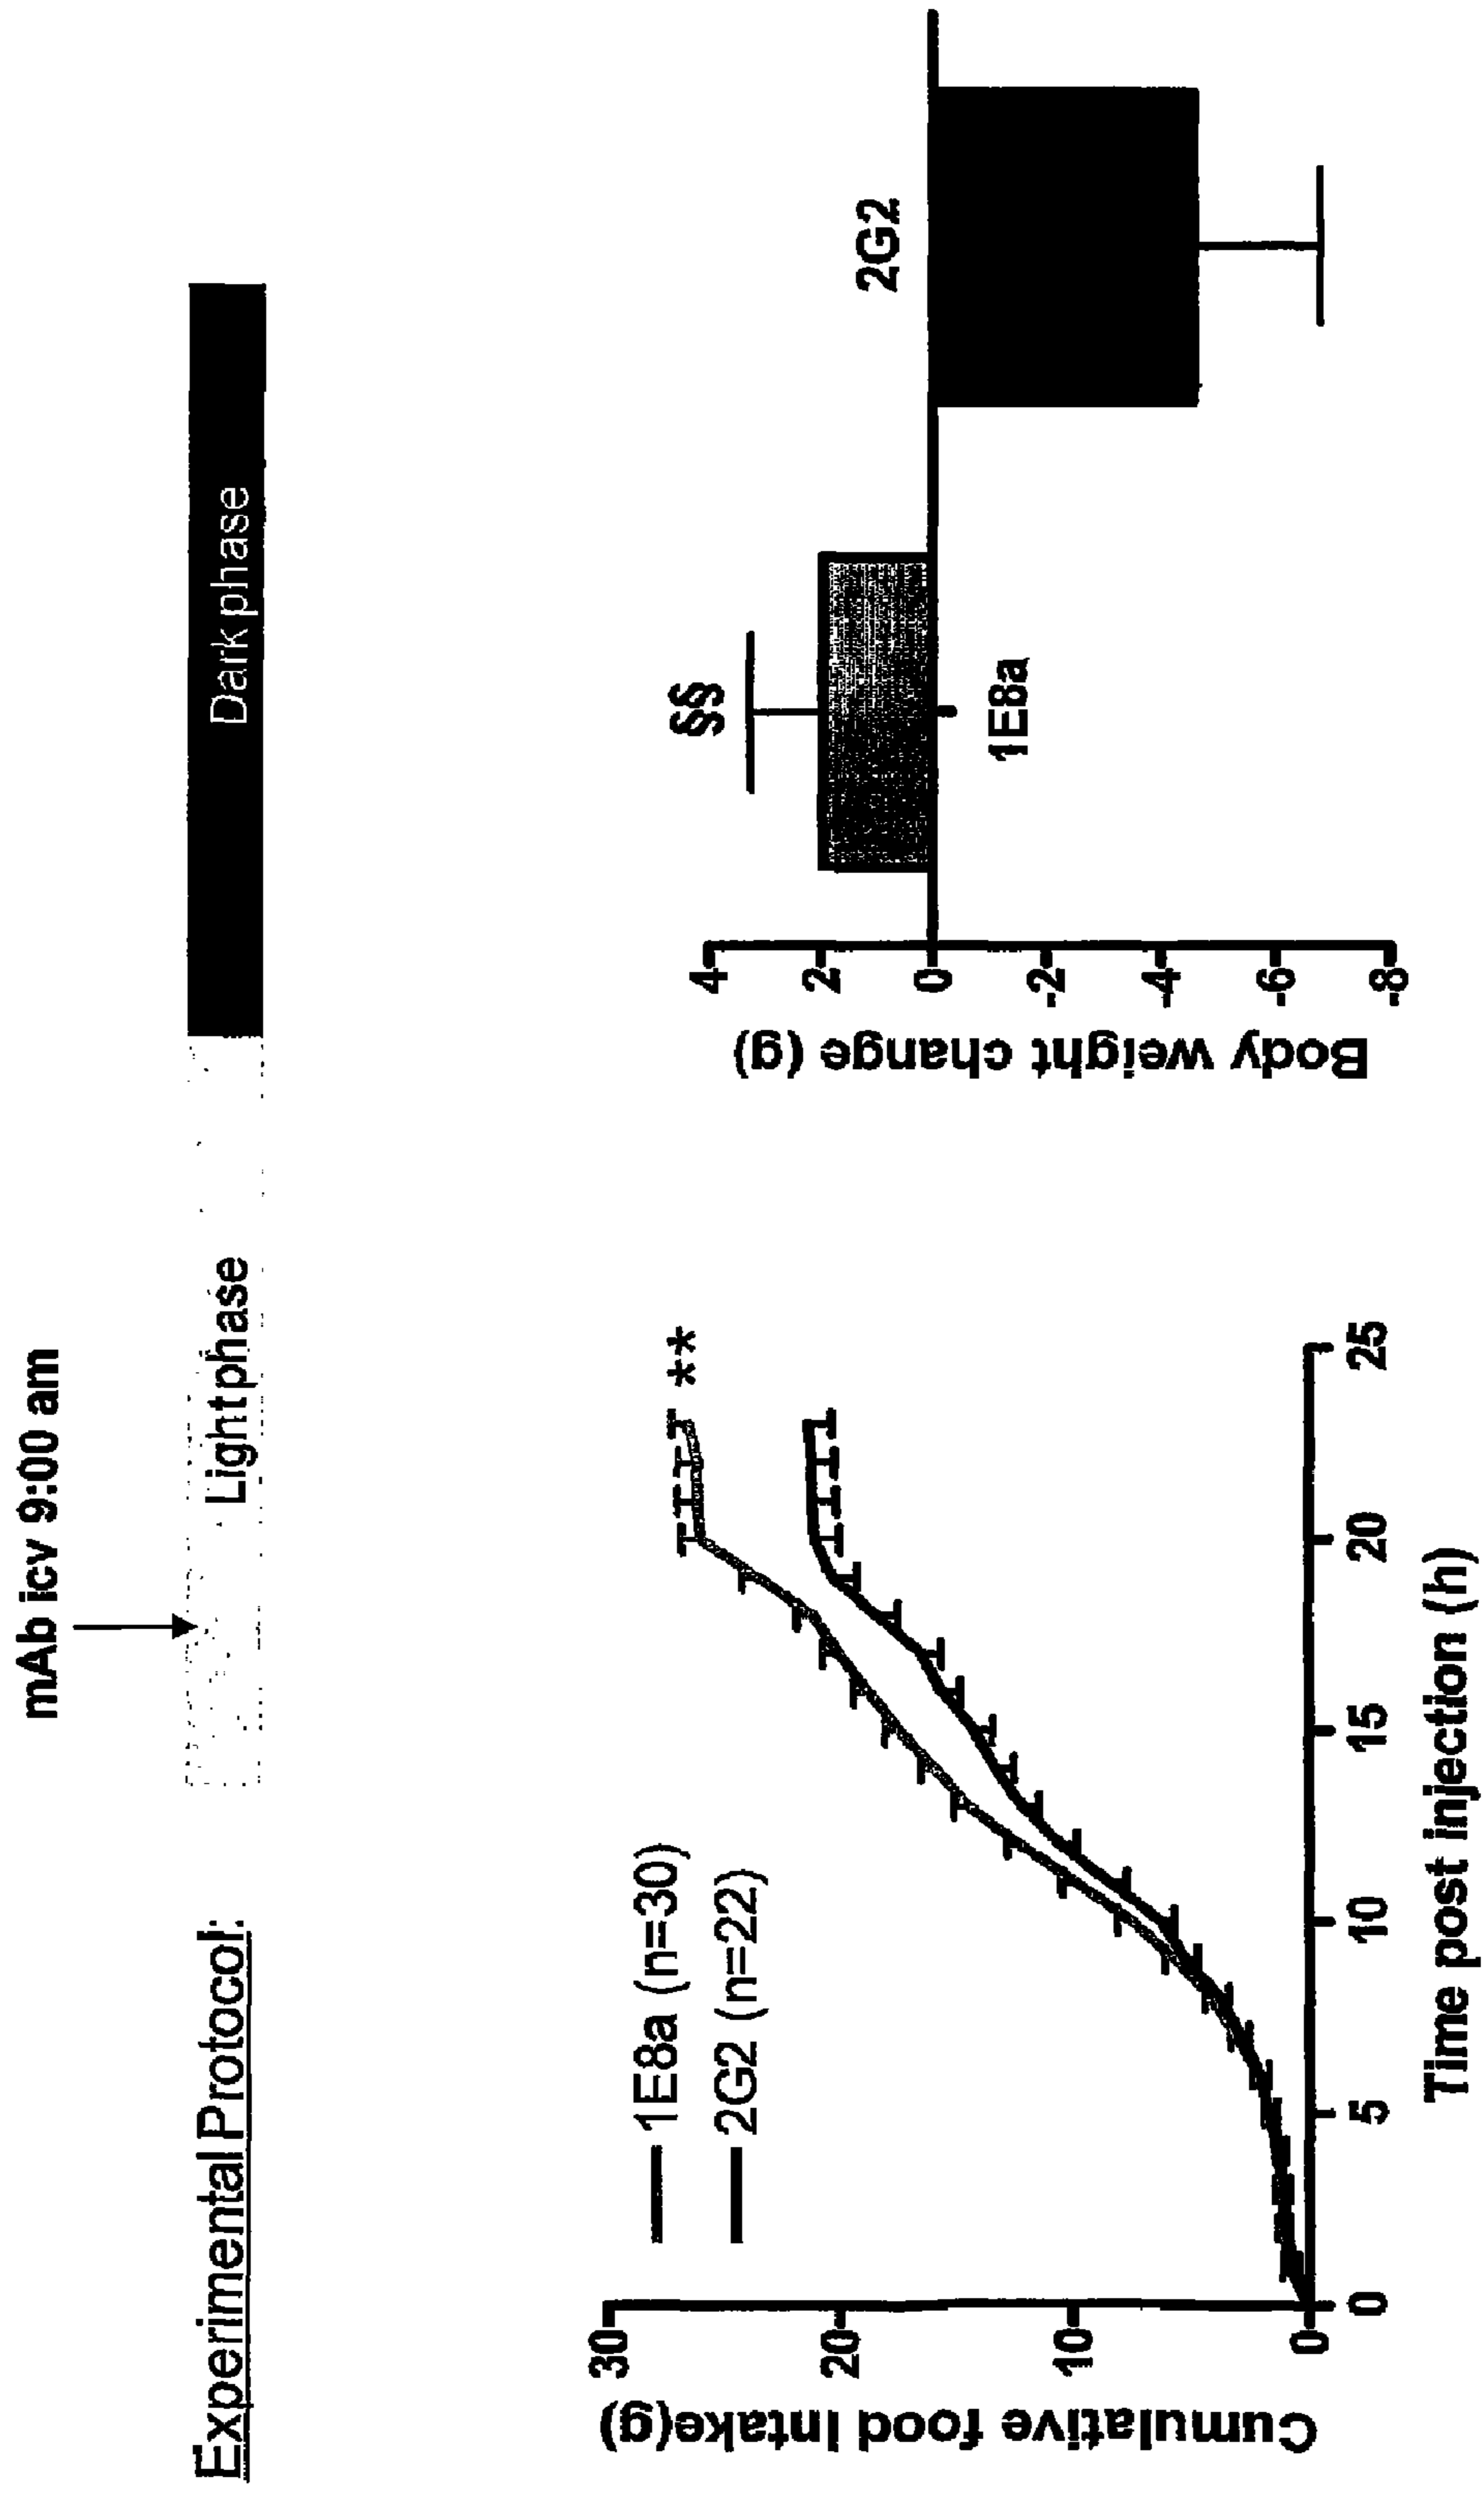 mAb icv 9:00 am
Experimental Protocol:
Light phase
Dark phase
1E8a (n=30)
2G2 (n=22)
**
Cumulative food intake(g)
30
20
10
0
0
5
10
15
20
25
Time post injection (h)
Body weight change (g)
4
2
0
-2
-4
-6
-8
$$
1E8a
2G2